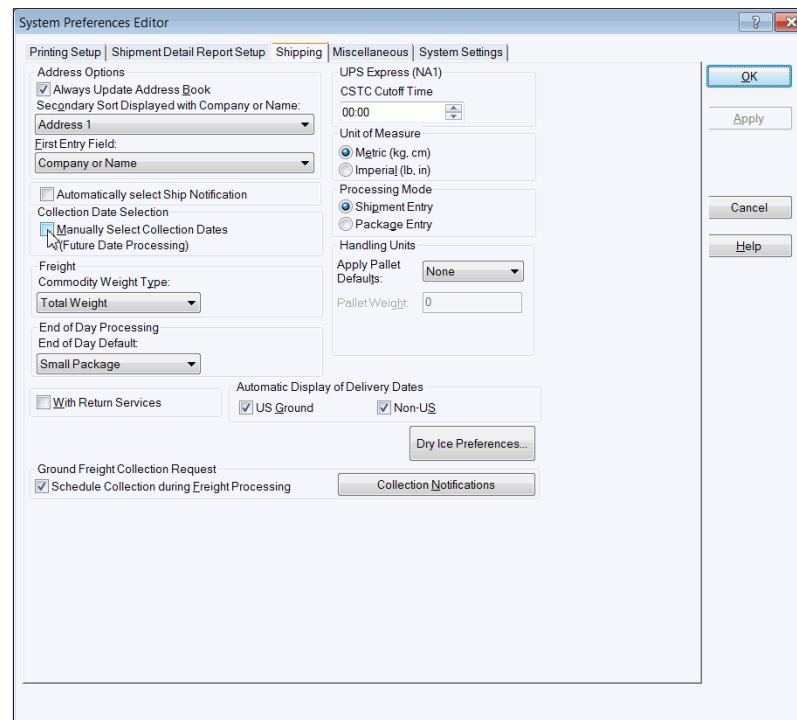 System Preferences Editor
?
Printing Setup Shipment Detail Report Setup Shipping Miscellaneous System Settings
Address Options
Always Update Address Book
Secondary Sort Displayed with Company or Name:
Address 1
First Entry Field:
Company or Name
Automatically select Ship Notification
Collection Date Selection
Manually Select Collection Dates
(Future Date Processing)
Freight
Commodity Weight Type:
Total Weight
End of Day Processing
End of Day Default:
Small Package
With Return Services
UPS Express (NA1)
CSTC Cutoff Time
00:00
Unit of Measure
Metric (kg, cm)
Imperial (lb, in)
Processing Mode
Shipment Entry
Package Entry
Handling Units
Apply Pallet
Defaults:
None
Pallet Weight: 0
Automatic Display of Delivery Dates
US Ground Non-US
Dry Ice Preferences...
Ground Freight Collection Request
Schedule Collection during Freight Processing
Collection Notifications
OK
Apply
Cancel
Help